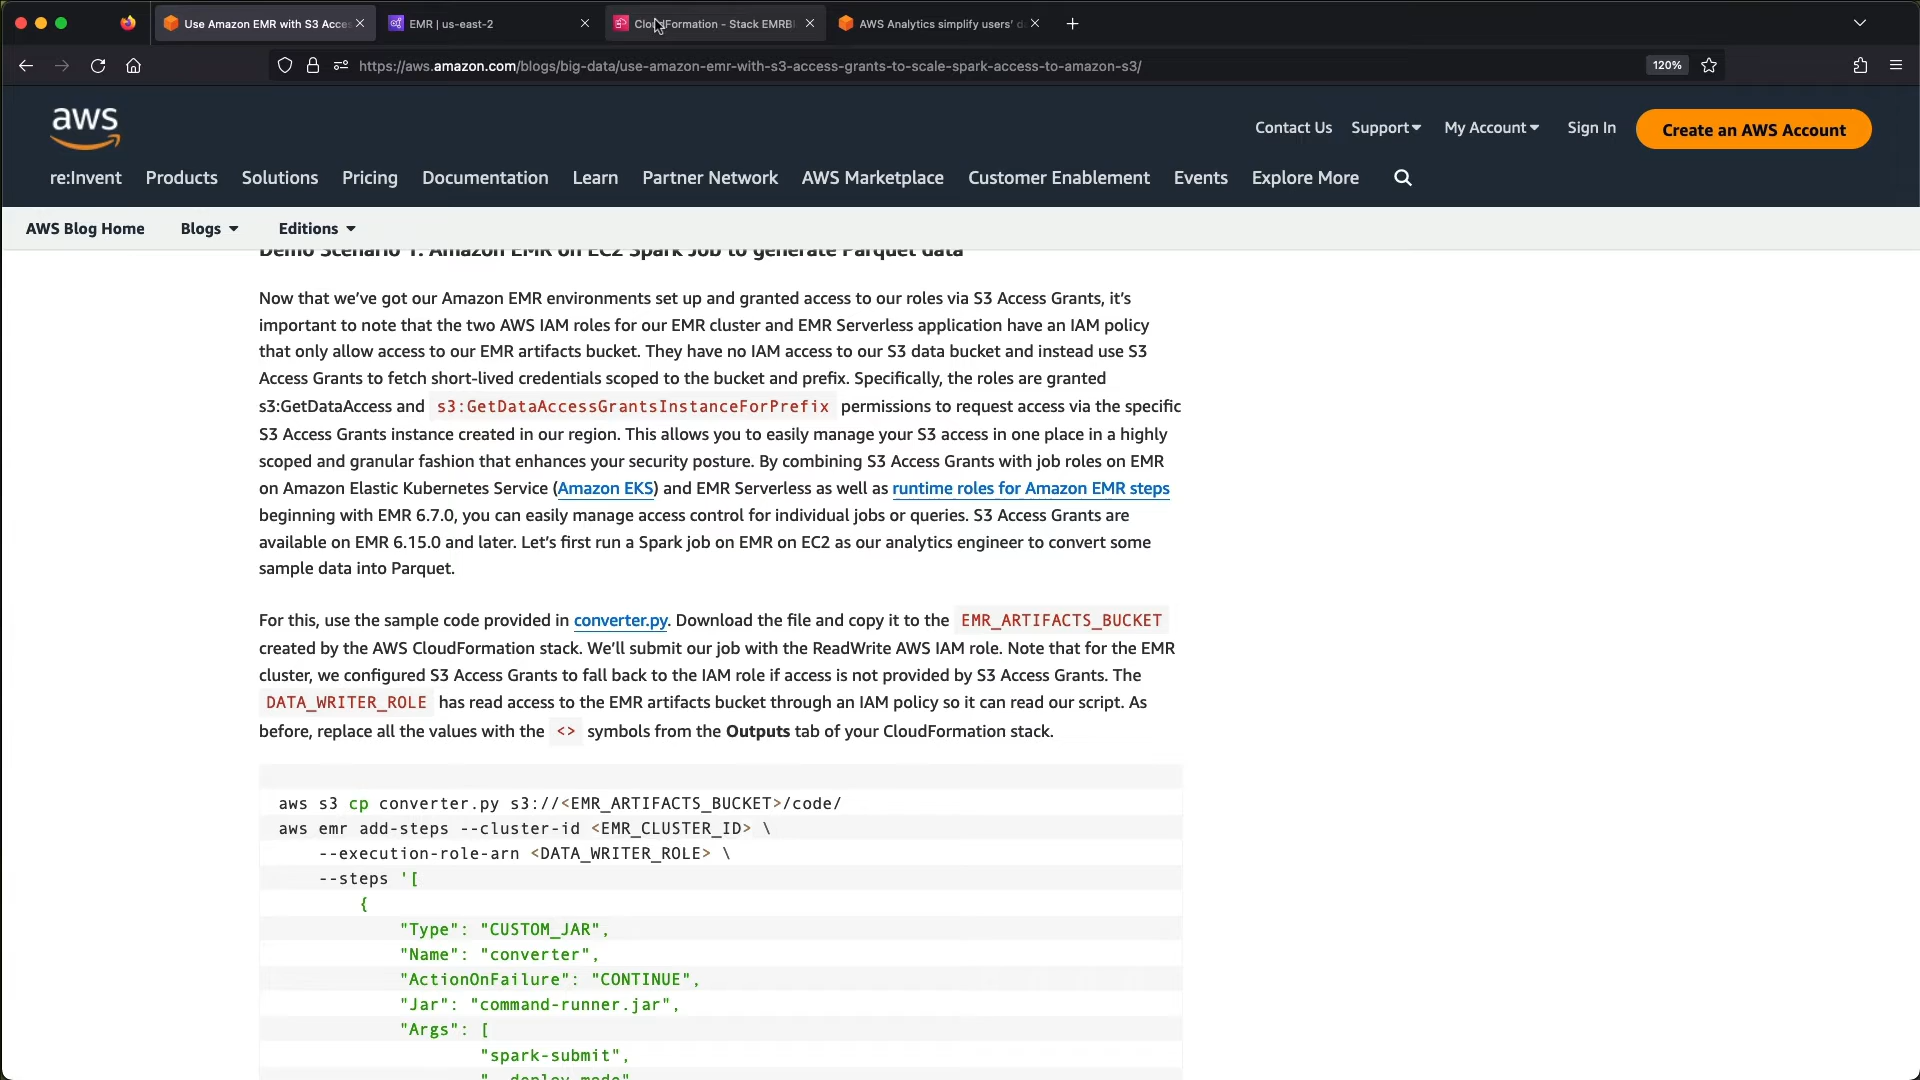 Use Amazon EMR with S3 Acces
EMR | us-east-2
CloudFormation - Stack EMRB
AWS Analytics simplify users' d
https://aws.amazon.com/blogs/big-data/use-amazon-emr-with-s3-access-grants-to-scale-spark-access-to-amazon-s3/
120%
aws
Contact Us
Support
My Account
Sign In
Create an AWS Account
re:Invent
Products
Solutions
Pricing
Documentation
Learn
Partner Network
AWS Marketplace
Customer Enablement
Events
Explore More
AWS Blog Home
Blogs
Editions
Demo Scenario 1: Amazon EMR on EC2 Spark Job to generate Parquet data
Now that we've got our Amazon EMR environments set up and granted access to our roles via S3 Access Grants, it's
important to note that the two AWS IAM roles for our EMR cluster and EMR Serverless application have an IAM policy
that only allow access to our EMR artifacts bucket. They have no IAM access to our S3 data bucket and instead use S3
Access Grants to fetch short-lived credentials scoped to the bucket and prefix. Specifically, the roles are granted
s3:GetDataAccess and s3:GetDataAccessGrantsInstanceForPrefix permissions to request access via the specific
S3 Access Grants instance created in our region. This allows you to easily manage your S3 access in one place in a highly
scoped and granular fashion that enhances your security posture. By combining S3 Access Grants with job roles on EMR
on Amazon Elastic Kubernetes Service (Amazon EKS) and EMR Serverless as well as runtime roles for Amazon EMR steps
beginning with EMR 6.7.0, you can easily manage access control for individual jobs or queries. S3 Access Grants are
available on EMR 6.15.0 and later. Let's first run a Spark job on EMR on EC2 as our analytics engineer to convert some
sample data into Parquet.
For this, use the sample code provided in converter.py. Download the file and copy it to the EMR_ARTIFACTS_BUCKET
created by the AWS CloudFormation stack. We'll submit our job with the ReadWrite AWS IAM role. Note that for the EMR
cluster, we configured S3 Access Grants to fall back to the IAM role if access is not provided by S3 Access Grants. The
DATA_WRITER_ROLE has read access to the EMR artifacts bucket through an IAM policy so it can read our script. As
before, replace all the values with the <> symbols from the Outputs tab of your CloudFormation stack.
aws s3 cp converter.py s3://<EMR_ARTIFACTS_BUCKET>/code/
aws emr add-steps --cluster-id <EMR_CLUSTER_ID> \
--execution-role-arn <DATA_WRITER_ROLE> \
--steps '[
{
"Type": "CUSTOM_JAR",
"Name": "converter",
"ActionOnFailure": "CONTINUE",
"Jar": "command-runner.jar",
"Args": [
"spark-submit",
"--deploy-mode"